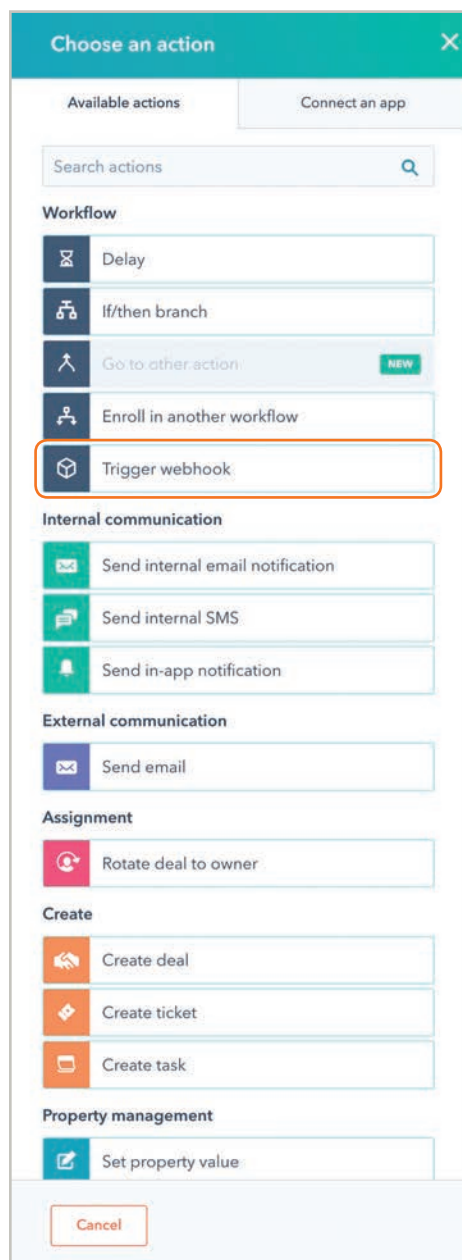 Choose an action
Available actions
Connect an app
Search actions
Workflow
Delay
If/then branch
Go to other action
NEW
Enroll in another workflow
Trigger webhook
Internal communication
Send internal email notification
Send internal SMS
Send in-app notification
External communication
Send email
Assignment
Rotate deal to owner
Create
Create deal
Create ticket
Create task
Property management
Set property value
Cancel